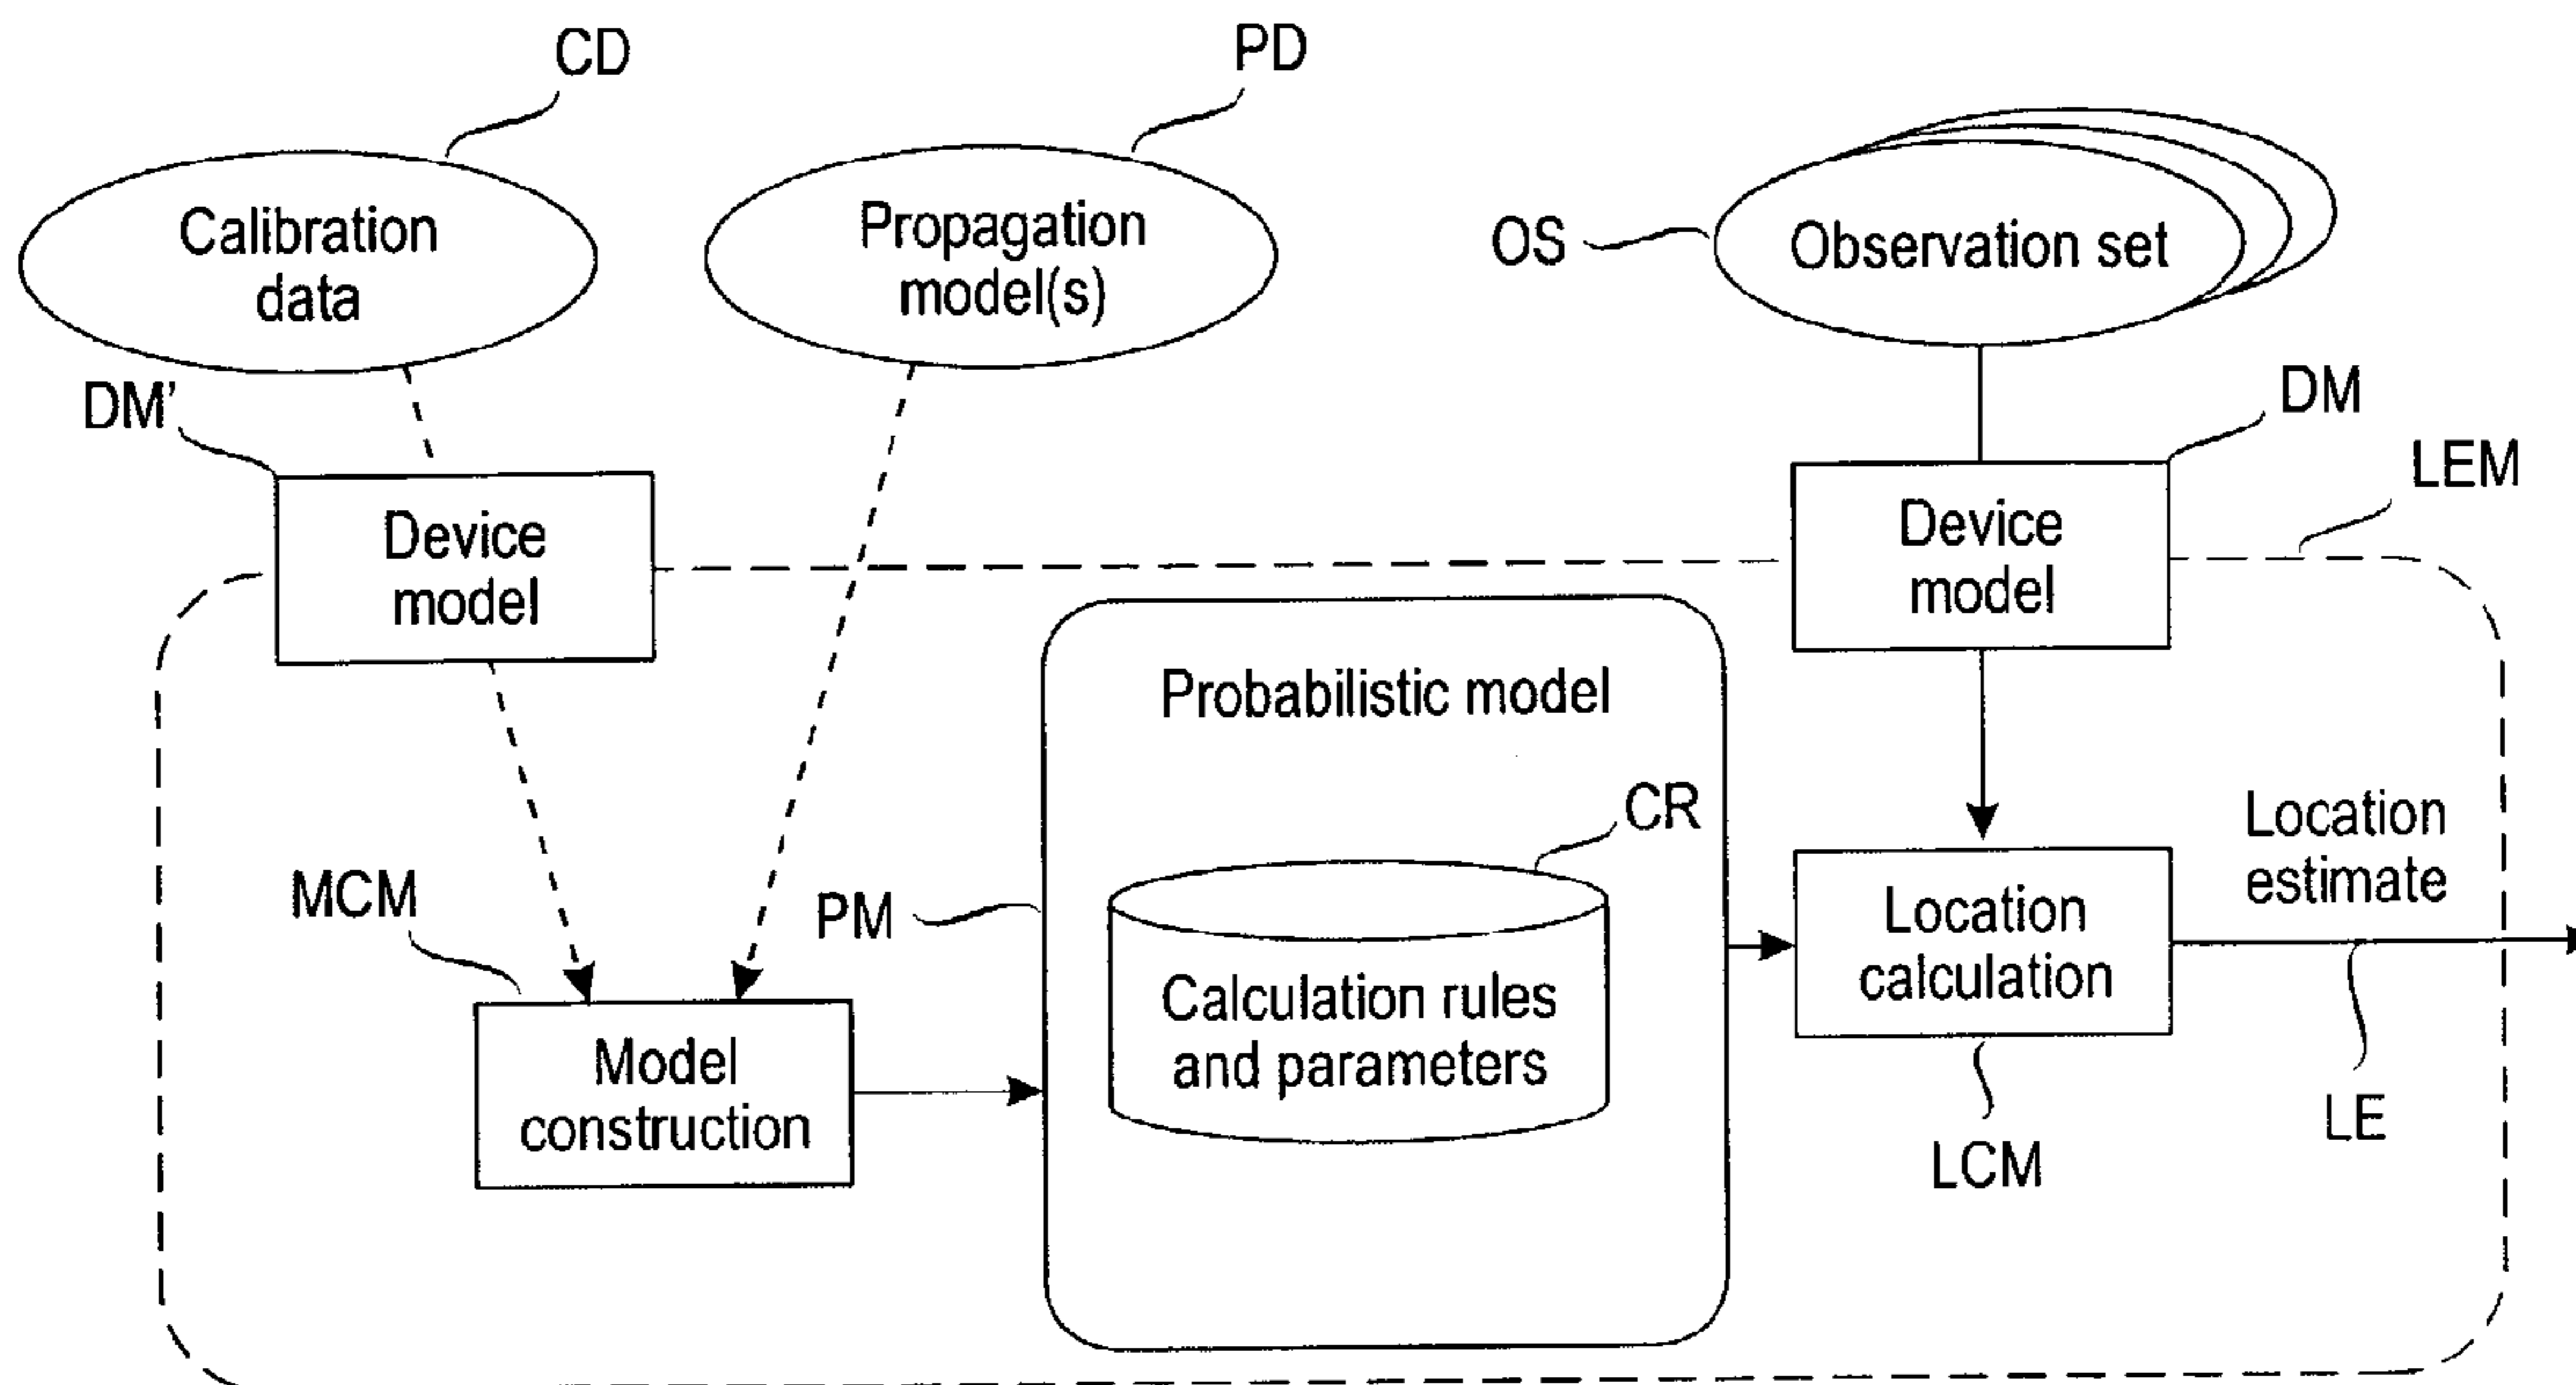 CD
PD
Calibration
data
Propagation
model(s)
OS
Observation set
DM'
DM
LEM
Device
model
Device
model
Probabilistic model
CR
MCM
PM
Calculation rules
and parameters
Location
calculation
Location
estimate
Model
construction
LCM
LE